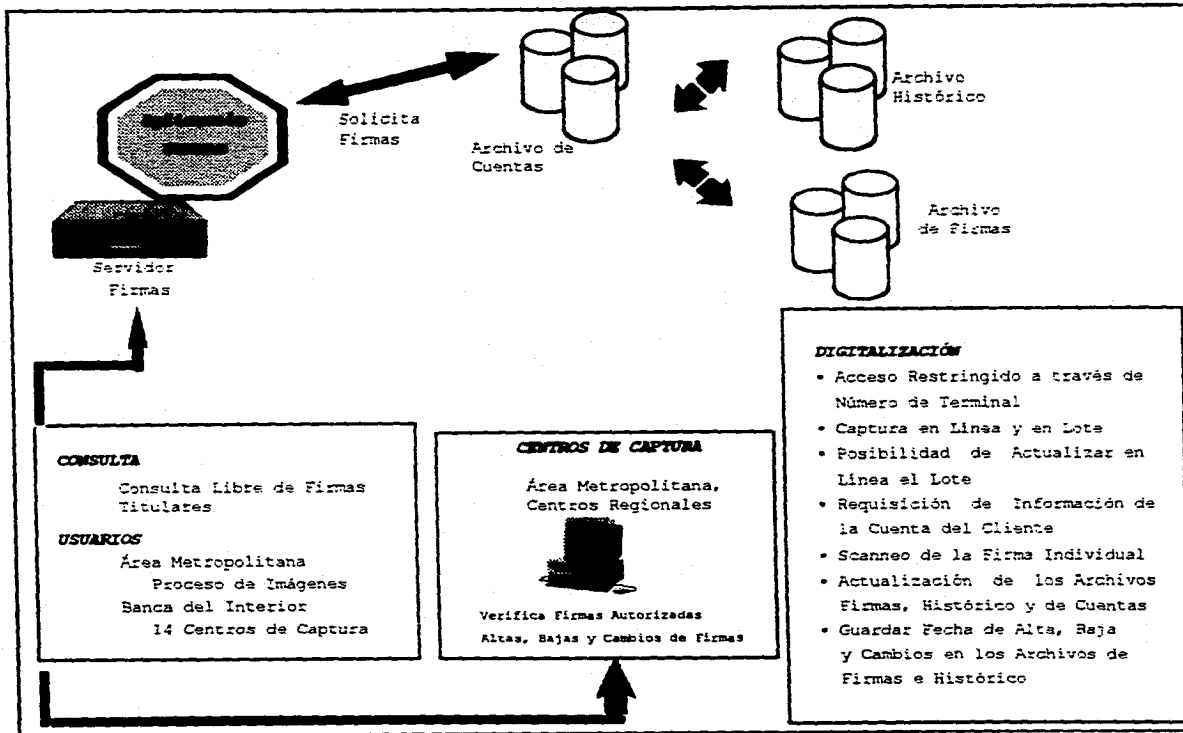 Solicita
Firmas
Archivo de
Cuentas
Archivo
Histórico
Archivo
de Firmas
Servidor
Firmas
CONSULTA
Consulta Libre de Firmas
Titulares
USUARIOS
Área Metropolitana
Proceso de Imágenes
Banca del Interior
14 Centros de Captura
CENTROS DE CAPTURA
Área Metropolitana,
Centros Regionales
Verifica Firmas Autorizadas
Altas, Bajas y Cambios de Firmas
DIGITALIZACIÓN
• Acceso Restringido a través de
Número de Terminal
• Captura en Línea y en Lote
• Posibilidad de Actualizar en
Línea el Lote
• Requisición de Información de
la Cuenta del Cliente
• Scanneo de la Firma Individual
• Actualización de los Archivos
Firmas, Histórico y de Cuentas
• Guardar Fecha de Alta, Baja
y Cambios en los Archivos de
Firmas e Histórico